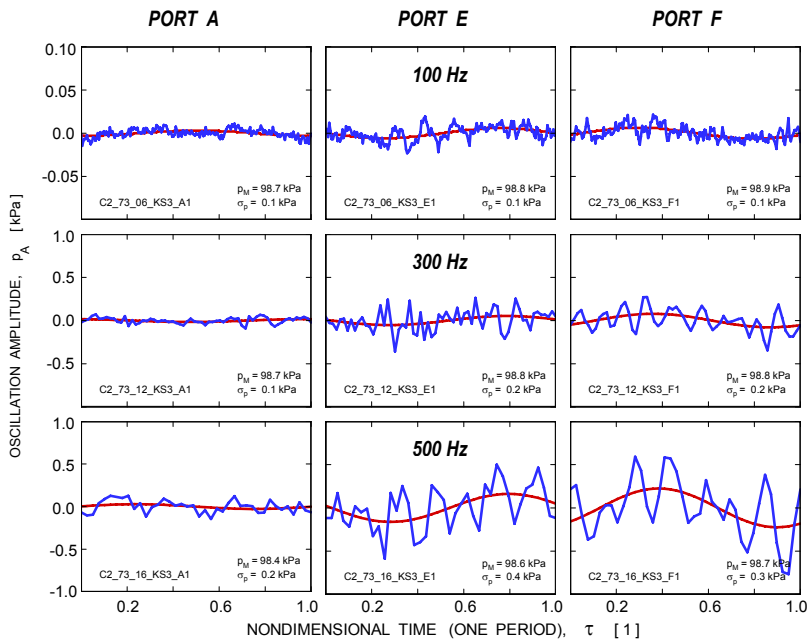 PORT A PORT E PORT F
0.10
0.05
0.0
-0.05
100 Hz
p_M = 98.7 kPa
σ_p = 0.1 kPa
C2_73_06_KS3_A1
p_M = 98.8 kPa
σ_p = 0.1 kPa
C2_73_06_KS3_E1
p_M = 98.9 kPa
σ_p = 0.1 kPa
C2_73_06_KS3_F1
OSCILLATION AMPLITUDE, p_A [kPa]
1.0
0.5
0.0
-0.5
300 Hz
p_M = 98.7 kPa
σ_p = 0.1 kPa
C2_73_12_KS3_A1
p_M = 98.8 kPa
σ_p = 0.2 kPa
C2_73_12_KS3_E1
p_M = 98.8 kPa
σ_p = 0.2 kPa
C2_73_12_KS3_F1
1.0
0.5
0.0
-0.5
-1.0
500 Hz
p_M = 98.4 kPa
σ_p = 0.2 kPa
C2_73_16_KS3_A1
p_M = 98.6 kPa
σ_p = 0.4 kPa
C2_73_16_KS3_E1
p_M = 98.7 kPa
σ_p = 0.3 kPa
C2_73_16_KS3_F1
0.2 0.6 1.0 0.2 0.6 1.0 0.2 0.6 1.0
NONDIMENSIONAL TIME (ONE PERIOD), τ [1]